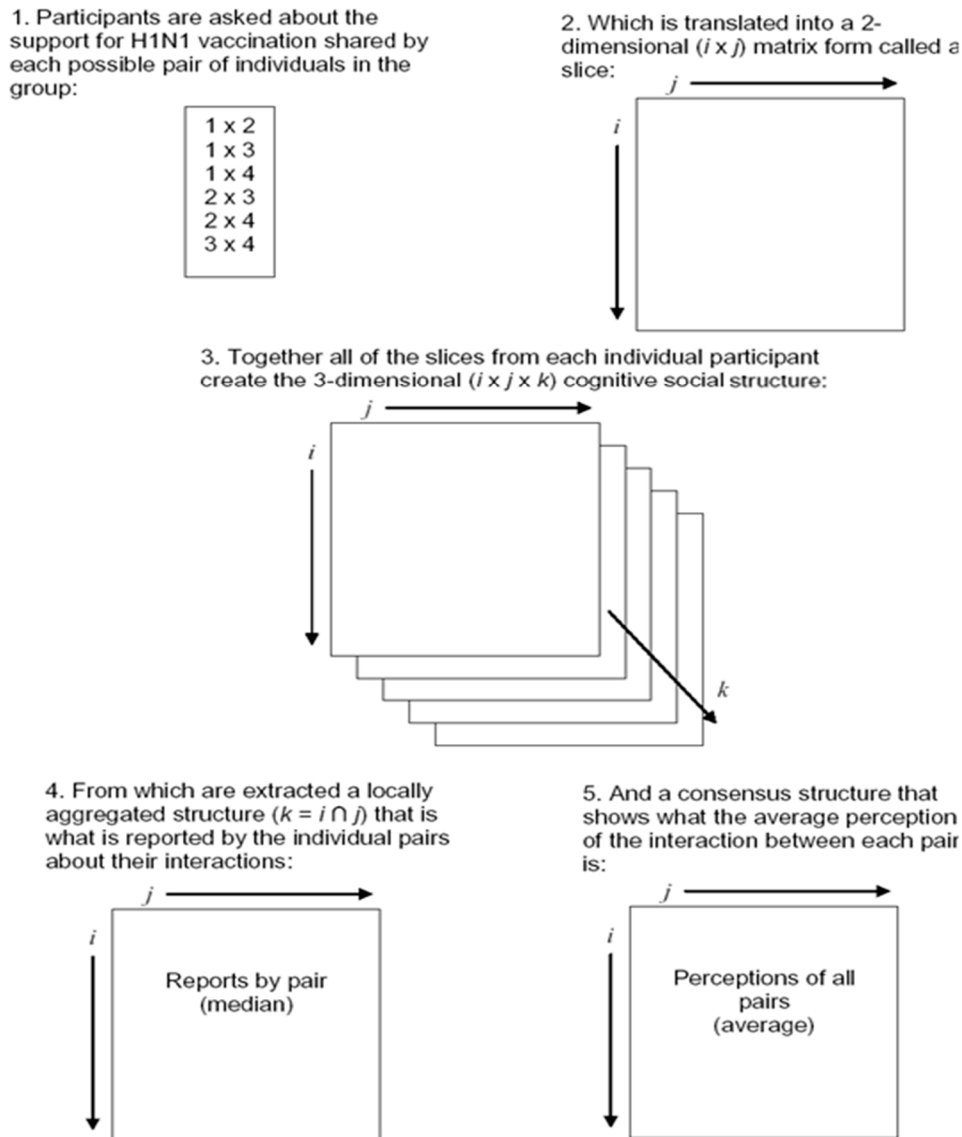 1. Participants are asked about the
support for H1N1 vaccination shared by
each possible pair of individuals in the
group:
1 x 2
1 x 3
1 x 4
2 x 3
2 x 4
3 x 4
2. Which is translated into a 2-
dimensional (i x j) matrix form called a
slice:
j
i
3. Together all of the slices from each individual participant
create the 3-dimensional (i x j x k) cognitive social structure:
j
i
k
4. From which are extracted a locally
aggregated structure (k = i ∩ j) that is
what is reported by the individual pairs
about their interactions:
j
i
Reports by pair
(median)
5. And a consensus structure that
shows what the average perception
of the interaction between each pair
is:
j
i
Perceptions of all
pairs
(average)